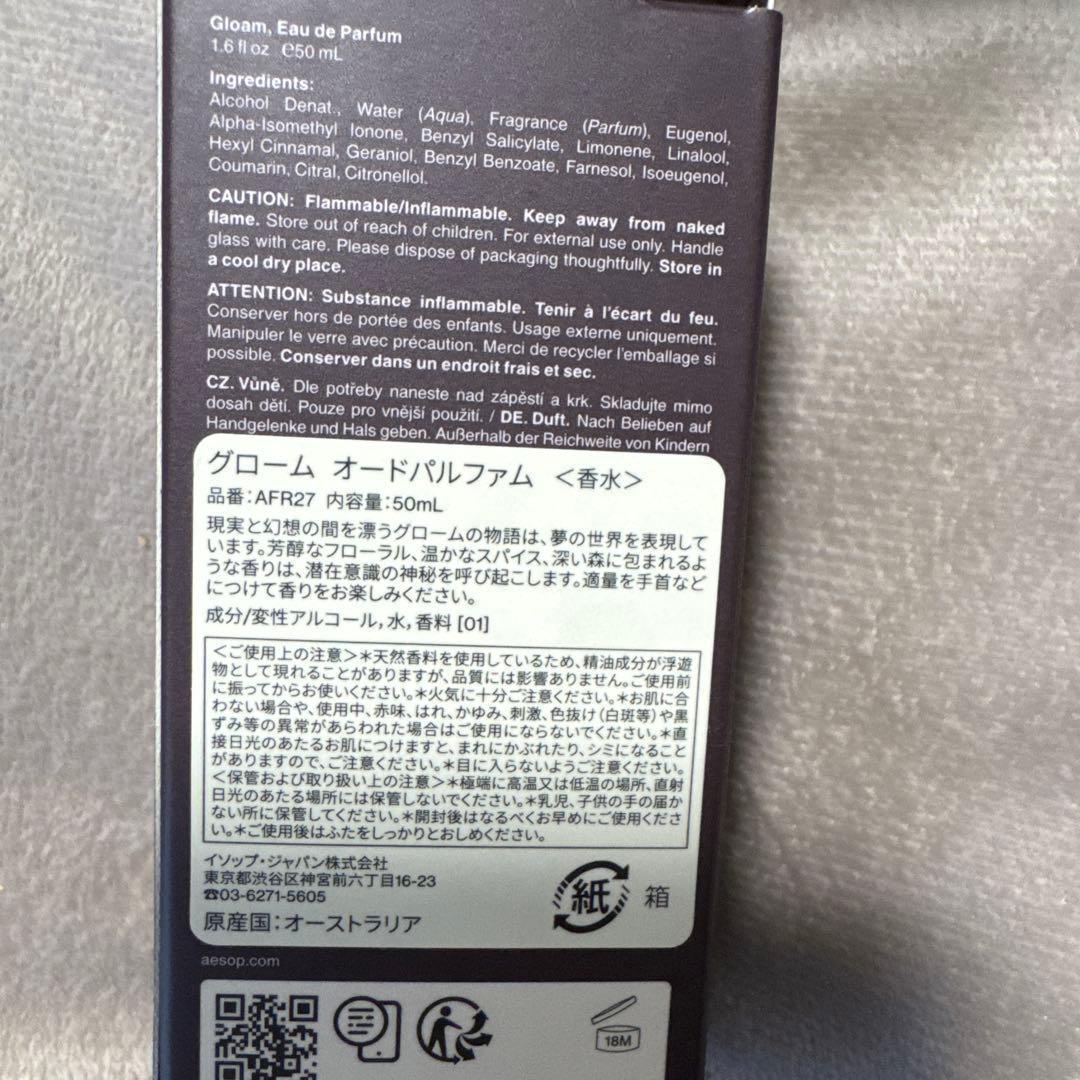 Gloam, Eau de Parfum
1.6 fl oz ℮50 mL
Ingredients:
Alcohol Denat., Water (Aqua), Fragrance (Parfum), Eugenol,
Alpha-Isomethyl Ionone, Benzyl Salicylate, Limonene, Linalool,
Hexyl Cinnamal, Geraniol, Benzyl Benzoate, Farnesol, Isoeugenol,
Coumarin, Citral, Citronellol.
CAUTION: Flammable/Inflammable. Keep away from naked
flame. Store out of reach of children. For external use only. Handle
glass with care. Please dispose of packaging thoughtfully. Store in
a cool dry place.
ATTENTION: Substance inflammable. Tenir à l'écart du feu.
Conserver hors de portée des enfants. Usage externe uniquement.
Manipuler le verre avec précaution. Merci de recycler l'emballage si
possible. Conserver dans un endroit frais et sec.
CZ. Vůně. Dle potřeby naneste nad zápěstí a krk. Skladujte mimo
dosah dětí. Pouze pro vnější použití. / DE. Duft. Nach Belieben auf
Handgelenke und Hals geben. Außerhalb der Reichweite von Kindern
グローム オードパルファム <香水>
品番:AFR27 内容量:50mL
現実と幻想の間を漂うグロームの物語は、夢の世界を表現して
います。芳醇なフローラル、温かなスパイス、深い森に包まれるよ
うな香りは、潜在意識の神秘を呼び起こします。適量を手首など
につけて香りをお楽しみください。
成分/変性アルコール, 水, 香料 [01]
<ご使用上の注意>*天然香料を使用しているため、精油成分が浮遊
物として現れることがありますが、品質には影響ありません。ご使用前
に振ってからお使いください。*火気に十分ご注意ください。*お肌に合
わない場合や、使用中、赤味、はれ、かゆみ、刺激、色抜け(白斑等)や黒
ずみ等の異常があらわれた場合はご使用にならないでください。*直
接日光のあたるお肌につけますと、まれにかぶれたり、シミになること
がありますので、ご注意ください。*目に入らないようご注意ください。
<保管および取り扱い上の注意>*極端に高温又は低温の場所、直射
日光のあたる場所には保管しないでください。*乳児、子供の手の届か
ない所に保管してください。*開封後はなるべくお早めにご使用くださ
い。*ご使用後はふたをしっかりとおしめください。
イソップ・ジャパン株式会社
東京都渋谷区神宮前六丁目16-23
☎03-6271-5605
原産国:オーストラリア
紙 箱
aesop.com
18M